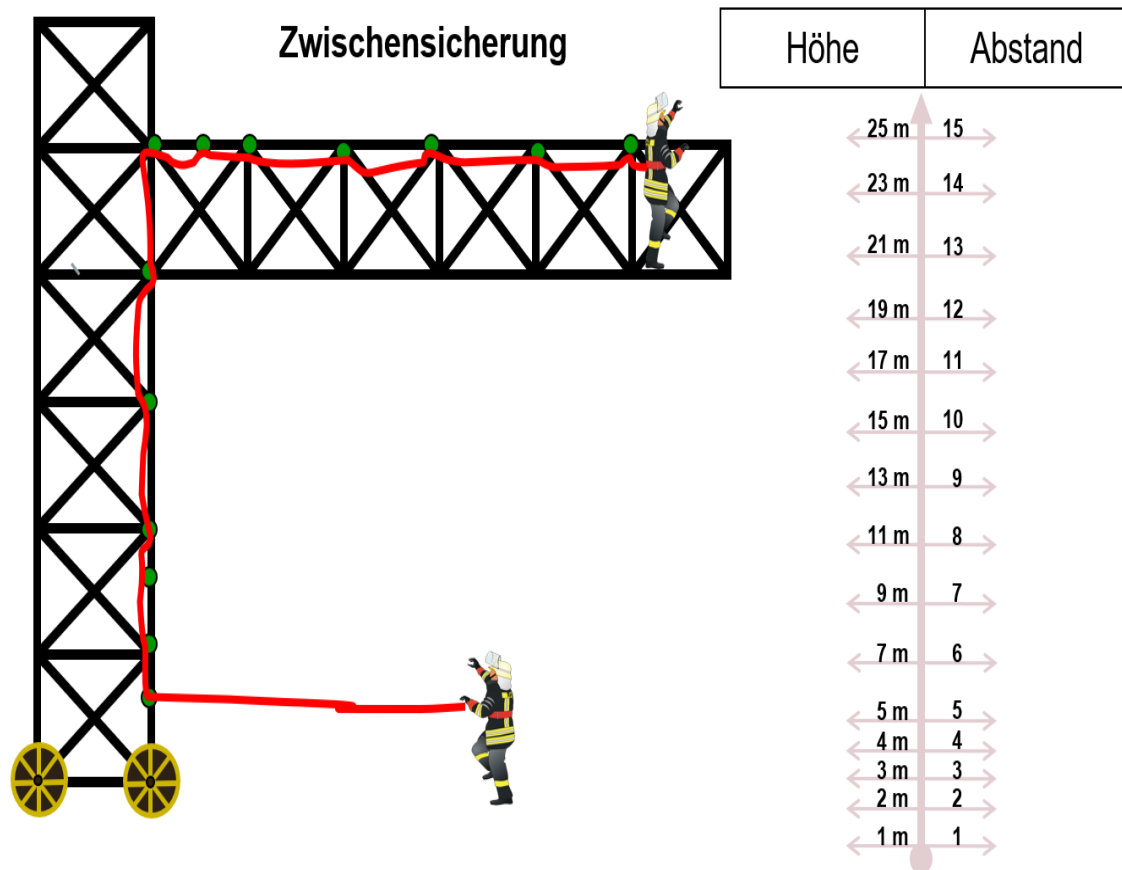 Zwischensicherung
Höhe Abstand
25 m 15
23 m 14
21 m 13
19 m 12
17 m 11
15 m 10
13 m 9
11 m 8
9 m 7
7 m 6
5 m 5
4 m 4
3 m 3
2 m 2
1 m 1